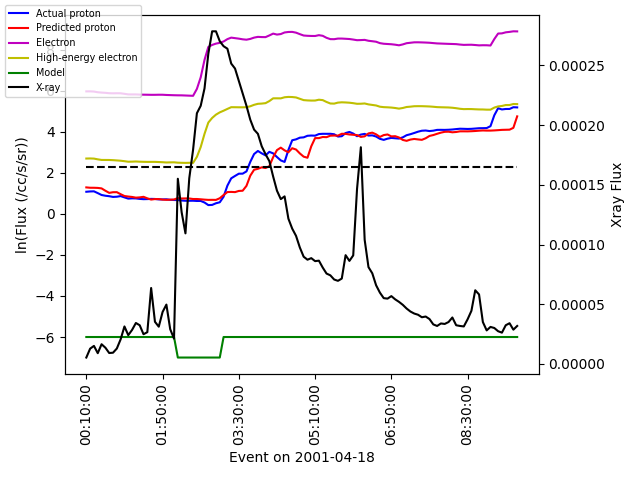 Actual proton
Predicted proton
Electron
High-energy electron
Model
X-ray
8
6
4
2
0
−2
−4
−6
ln(Flux (/cc/s/sr))
0.00025
0.00020
0.00015
0.00010
0.00005
0.00000
Xray Flux
00:10:00
01:50:00
03:30:00
05:10:00
06:50:00
08:30:00
Event on 2001-04-18